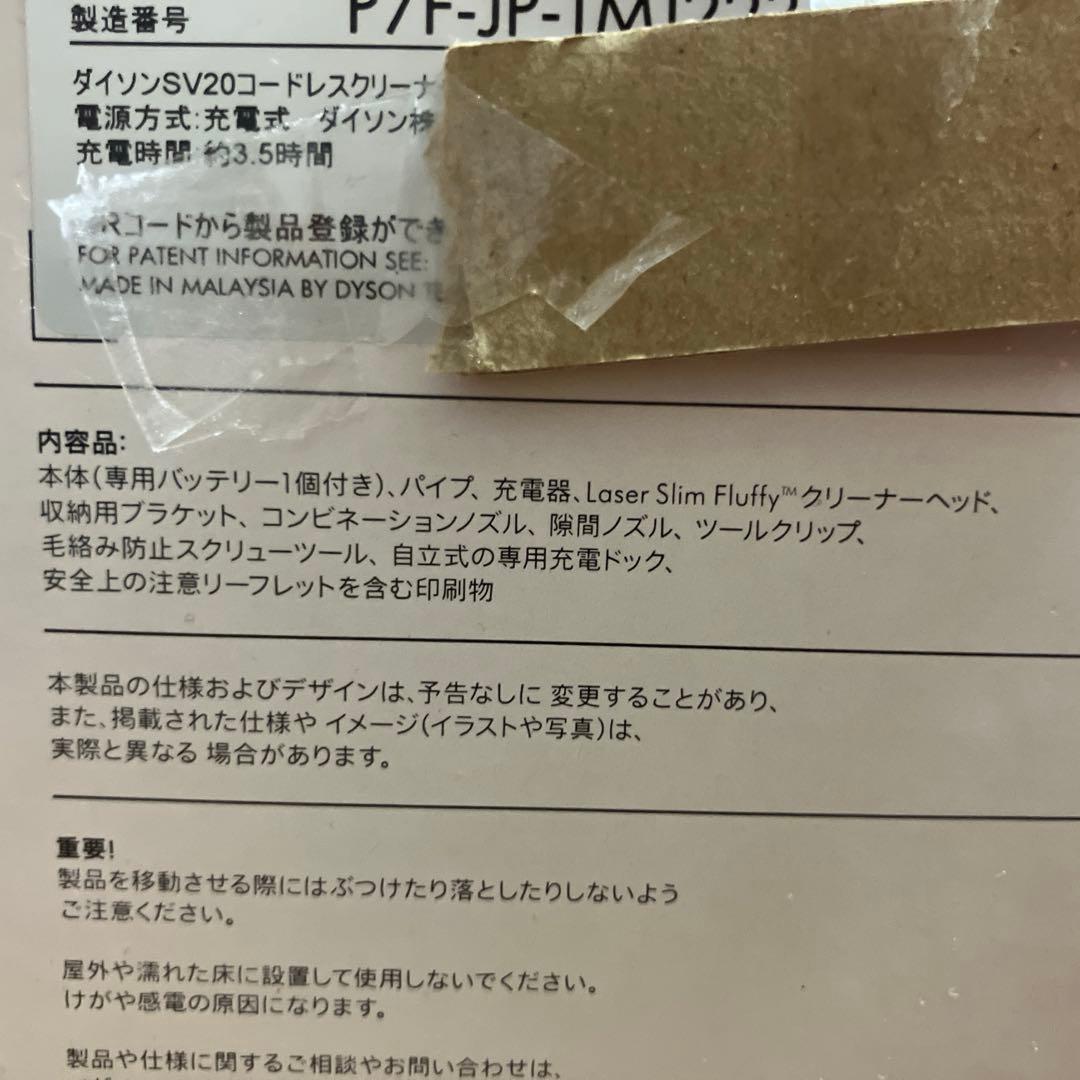 製造番号
ダイソンSV20コードレスクリーナ
電源方式:充電式 ダイソン株
充電時間:約3.5時間
Rコードから製品登録ができ
FOR PATENT INFORMATION SEE:
MADE IN MALAYSIA BY DYSON
内容品:
本体(専用バッテリー1個付き)、パイプ、充電器、Laser Slim Fluffy™クリーナーヘッド、
収納用ブラケット、コンビネーションノズル、隙間ノズル、ツールクリップ、
毛絡み防止スクリューツール、自立式の専用充電ドック、
安全上の注意リーフレットを含む印刷物
本製品の仕様およびデザインは、予告なしに 変更することがあり、
また、掲載された仕様や イメージ(イラストや写真)は、
実際と異なる 場合があります。
重要!
製品を移動させる際にはぶつけたり落としたりしないよう
ご注意ください。
屋外や濡れた床に設置して使用しないでください。
けがや感電の原因になります。
製品や仕様に関するご相談やお問い合わせは、